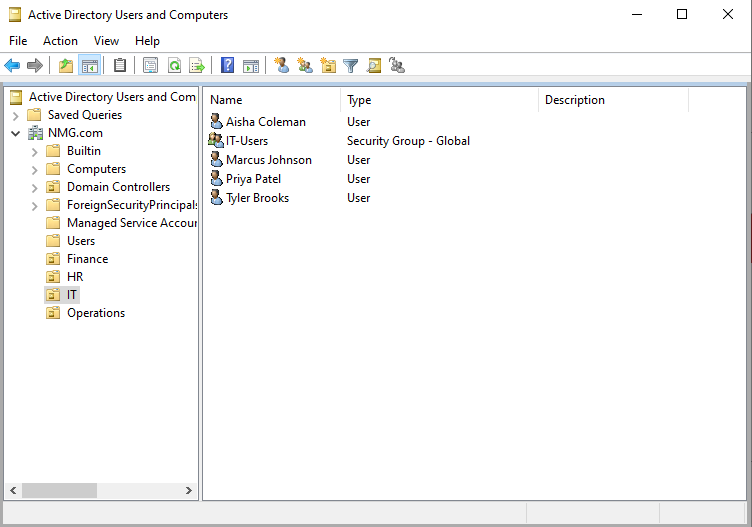 Active Directory Users and Computers
File Action View Help
Active Directory Users and Com
Saved Queries
NMG.com
Builtin
Computers
Domain Controllers
ForeignSecurityPrincipals
Managed Service Accour
Users
Finance
HR
IT
Operations
Name Type Description
Aisha Coleman User
IT-Users Security Group - Global
Marcus Johnson User
Priya Patel User
Tyler Brooks User